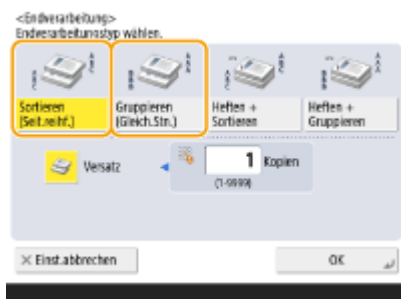 <Endverarbeitung>
Endverarbeitungstyp wählen.
Sortieren
(Seit.reihf.)
Gruppieren
(Gleich.Stn.)
Heften +
Sortieren
Heften +
Gruppieren
Versatz
1 Kopien
(1-9999)
× Einst.abbrechen
OK